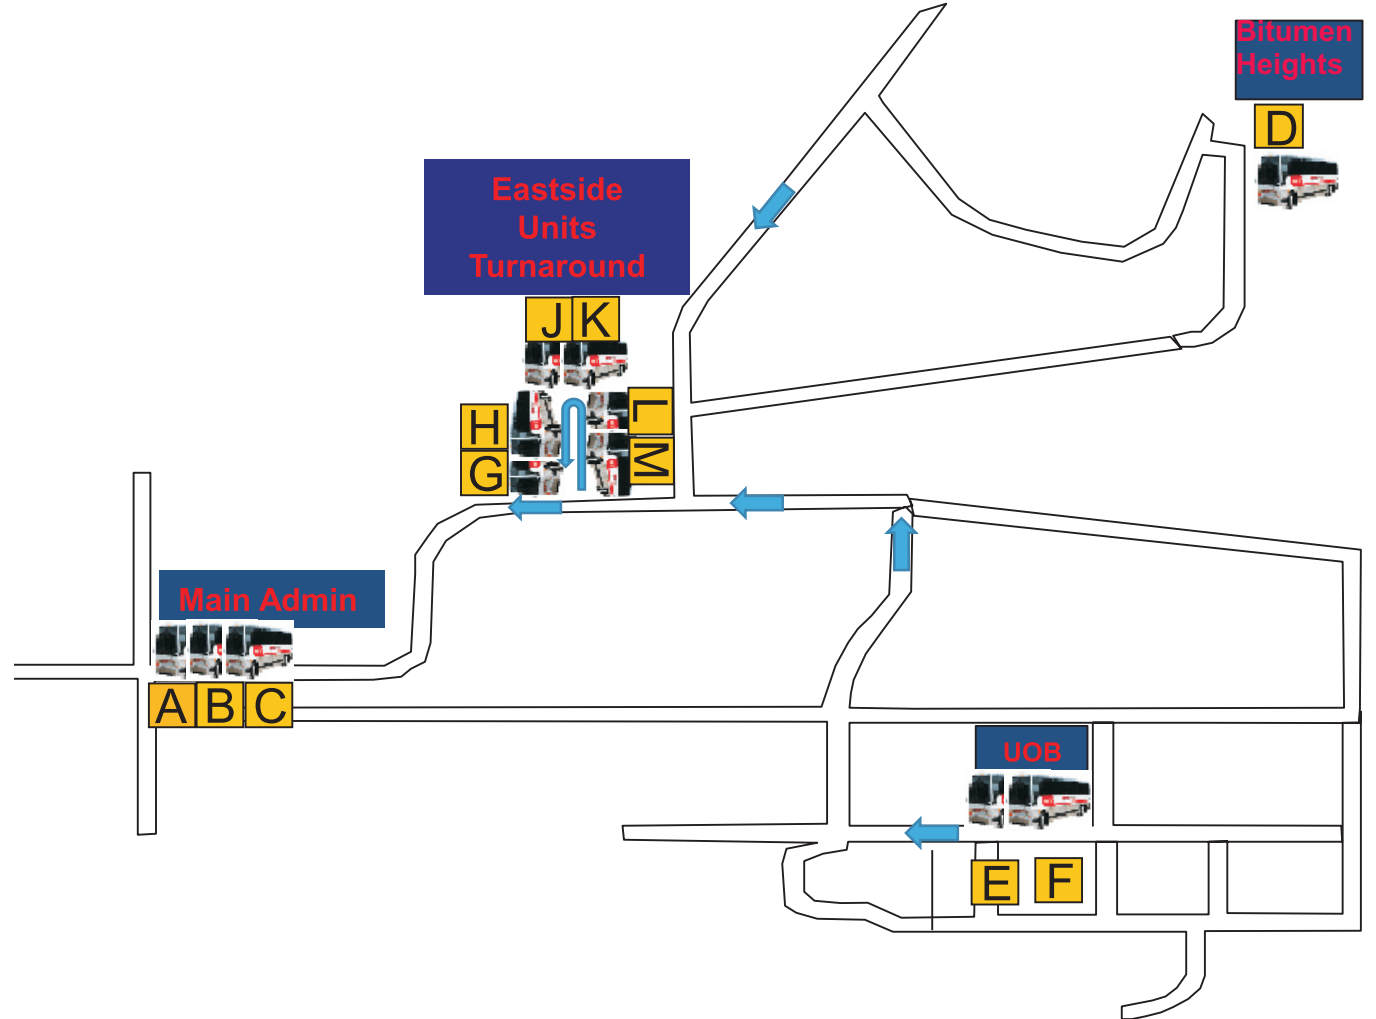 Bitumen
Heights
D
Eastside
Units
Turnaround
J K
L
H
M
G
Main Admin
A B C
UOB
E F